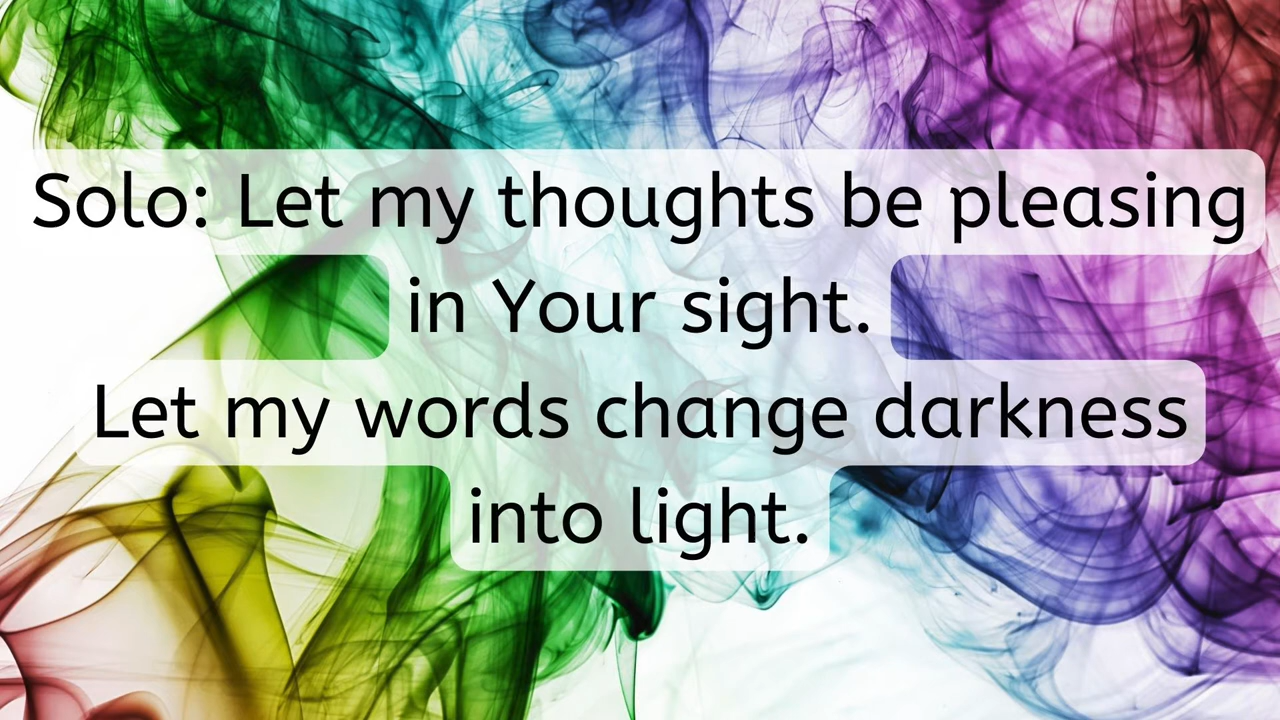 Solo: Let my thoughts be pleasing
in Your sight.
Let my words change darkness
into light.